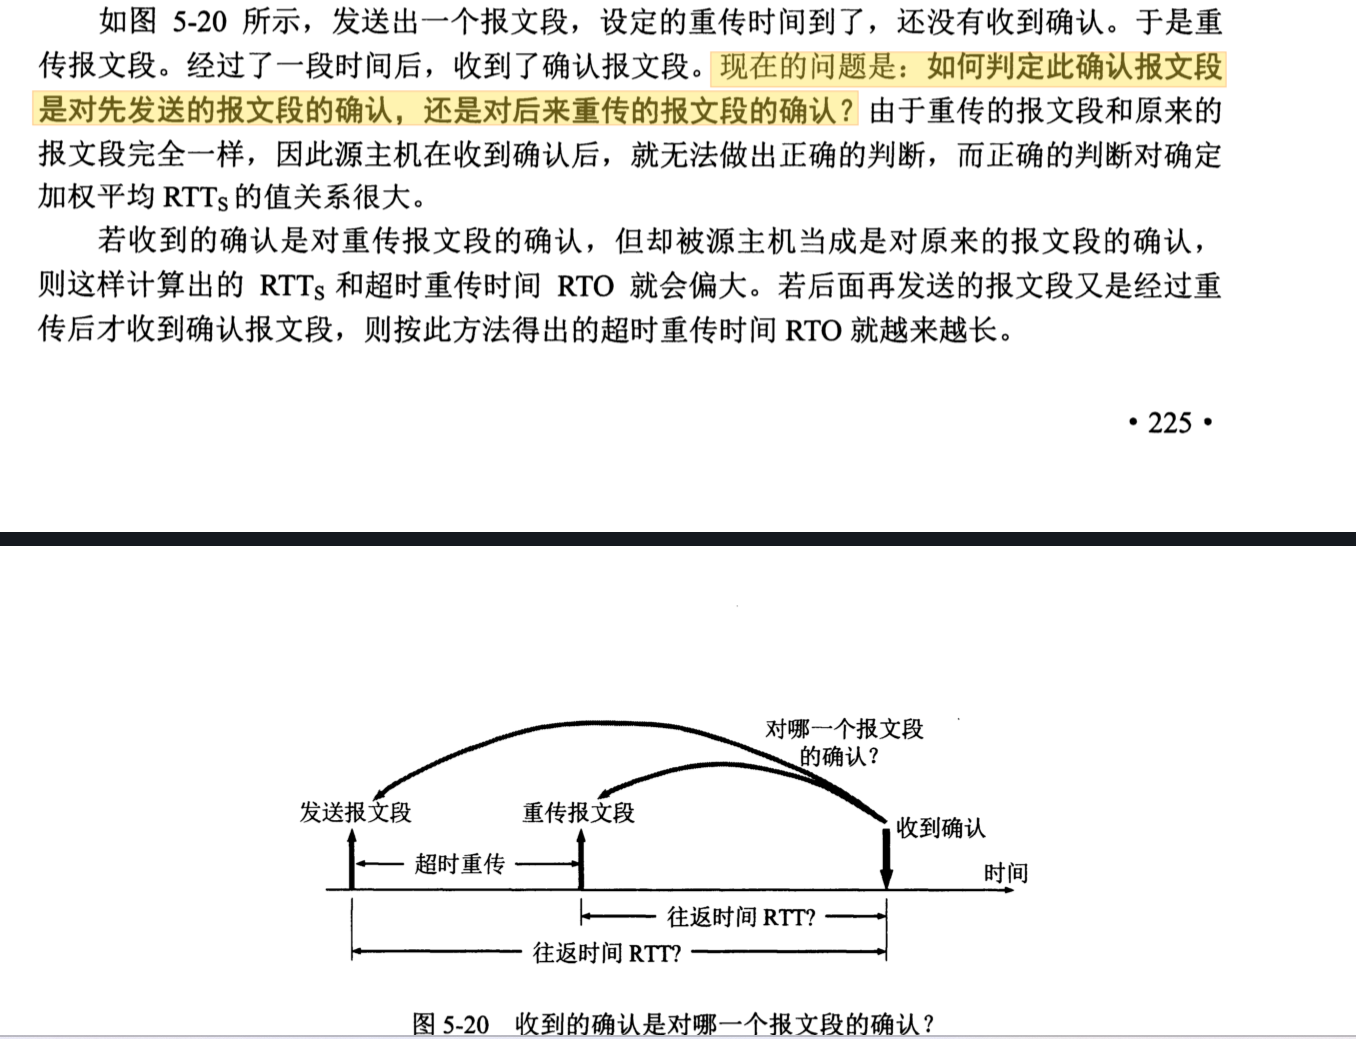 如图 5-20 所示，发送出一个报文段，设定的重传时间到了，还没有收到确认。于是重
传报文段。经过了一段时间后，收到了确认报文段。现在的问题是：如何判定此确认报文段
是对先发送的报文段的确认，还是对后来重传的报文段的确认？由于重传的报文段和原来的
报文段完全一样，因此源主机在收到确认后，就无法做出正确的判断，而正确的判断对确定
加权平均 RTTS 的值关系很大。
若收到的确认是对重传报文段的确认，但却被源主机当成是对原来的报文段的确认，
则这样计算出的 RTTS 和超时重传时间 RTO 就会偏大。若后面再发送的报文段又是经过重
传后才收到确认报文段，则按此方法得出的超时重传时间 RTO 就越来越长。
• 225 •
对哪一个报文段
的确认？
发送报文段
重传报文段
收到确认
超时重传
时间
往返时间 RTT?
往返时间 RTT?
图 5-20 收到的确认是对哪一个报文段的确认？